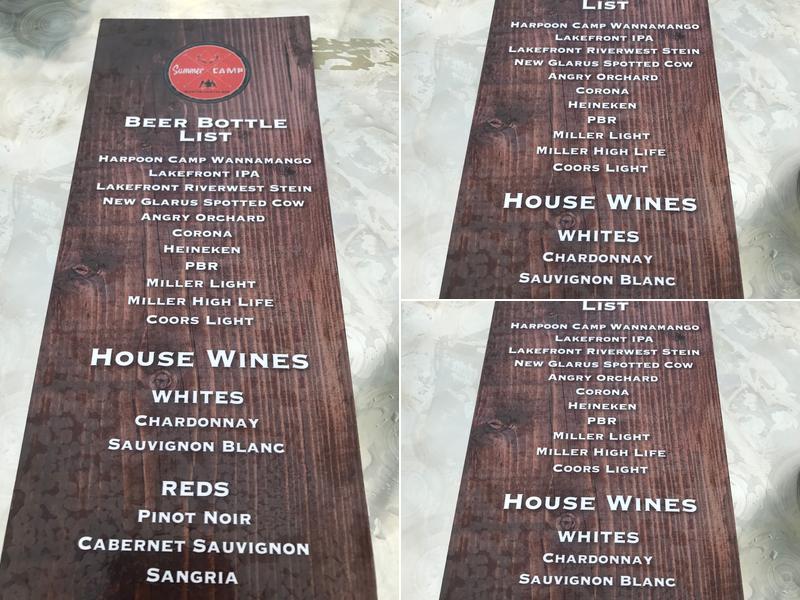 Summer CAMP
BEER BOTTLE
LIST
HARPOON CAMP WANNAMANGO
LAKEFRONT IPA
LAKEFRONT RIVERWEST STEIN
NEW GLARUS SPOTTED COW
ANGRY ORCHARD
CORONA
HEINEKEN
PBR
MILLER LIGHT
MILLER HIGH LIFE
COORS LIGHT
HOUSE WINES
WHITES
CHARDONNAY
SAUVIGNON BLANC
REDS
PINOT NOIR
CABERNET SAUVIGNON
SANGRIA
LIST
HARPOON CAMP WANNAMANGO
LAKEFRONT IPA
LAKEFRONT RIVERWEST STEIN
NEW GLARUS SPOTTED COW
ANGRY ORCHARD
CORONA
HEINEKEN
PBR
MILLER LIGHT
MILLER HIGH LIFE
COORS LIGHT
HOUSE WINES
WHITES
CHARDONNAY
SAUVIGNON BLANC
LIST
HARPOON CAMP WANNAMANGO
LAKEFRONT IPA
LAKEFRONT RIVERWEST STEIN
NEW GLARUS SPOTTED COW
ANGRY ORCHARD
CORONA
HEINEKEN
PBR
MILLER LIGHT
MILLER HIGH LIFE
COORS LIGHT
HOUSE WINES
WHITES
CHARDONNAY
SAUVIGNON BLANC